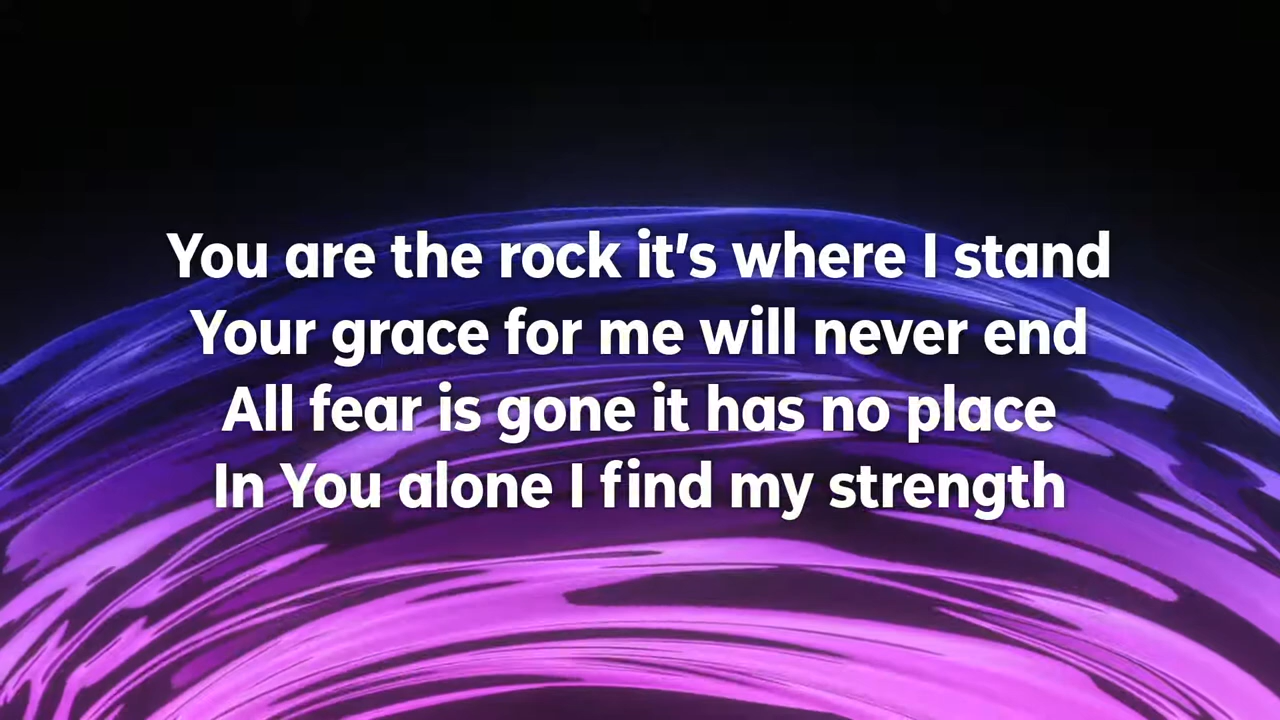 You are the rock it's where I stand
Your grace for me will never end
All fear is gone it has no place
In You alone I find my strength